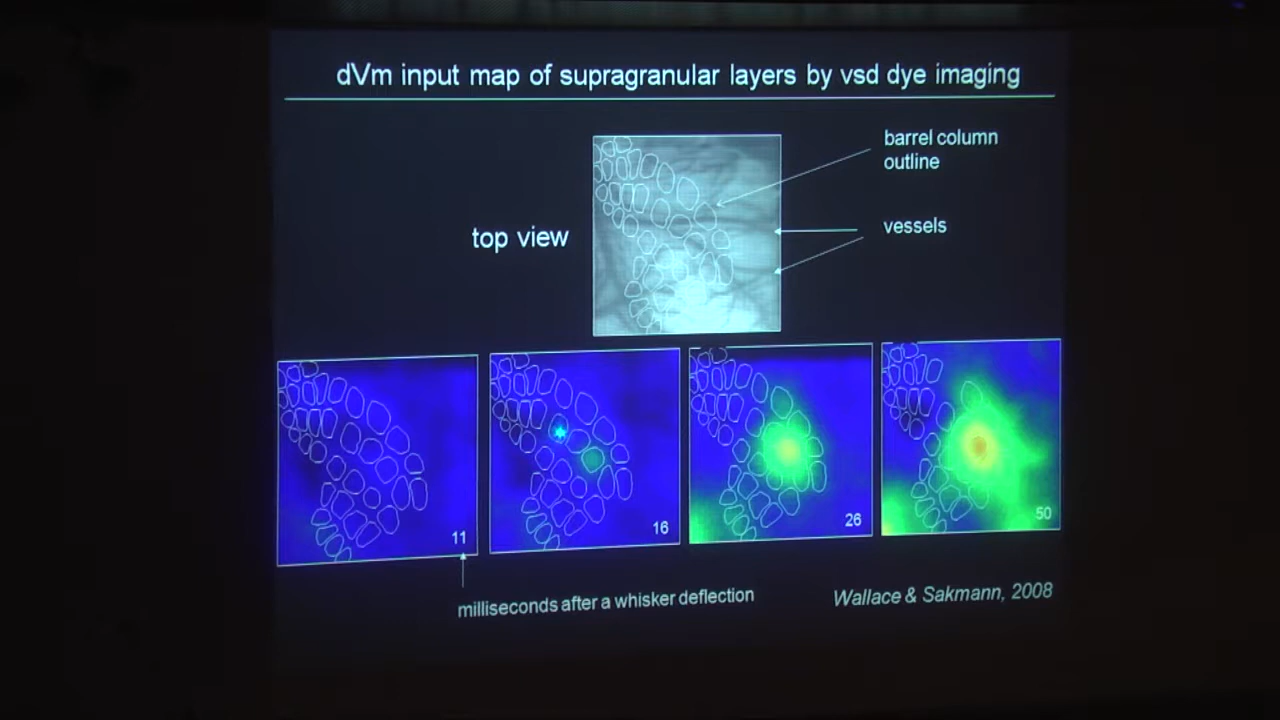 dVm input map of supragranular layers by vsd dye imaging
barrel column
outline
top view
vessels
11
16
26
50
milliseconds after a whisker deflection
Wallace & Sakmann, 2008